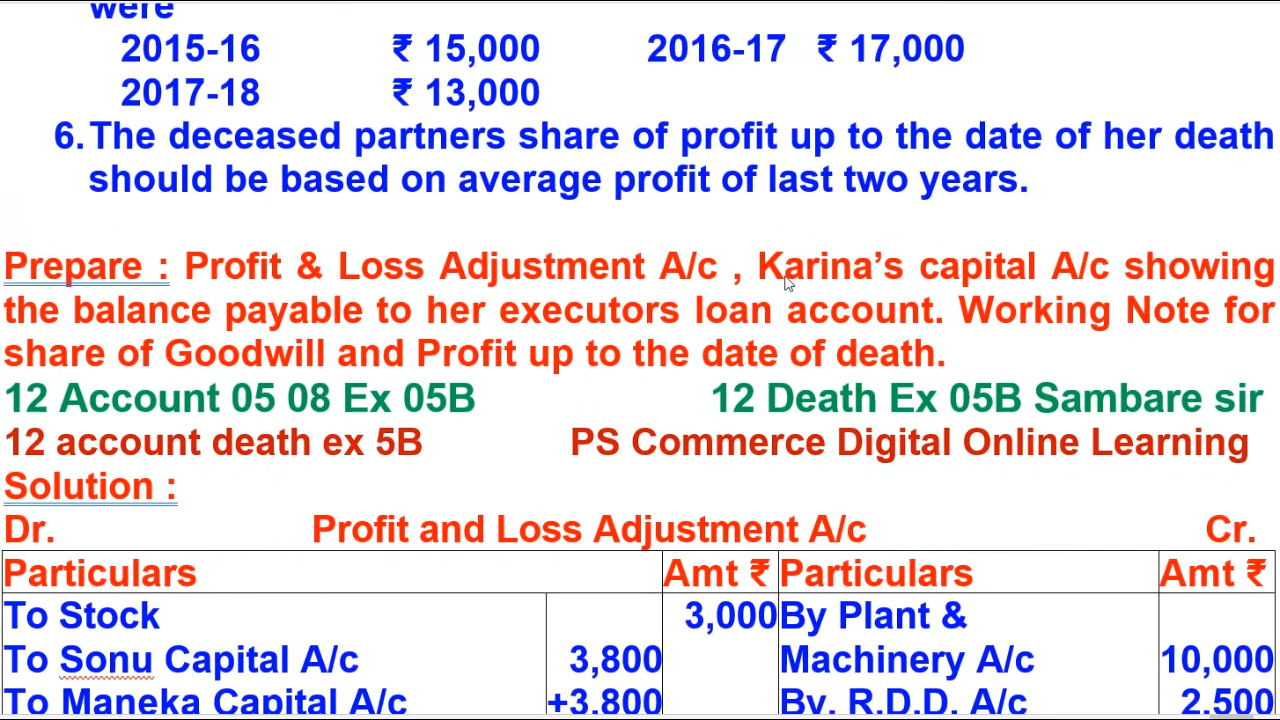 were
2015-16 ₹ 15,000 2016-17 ₹ 17,000
2017-18 ₹ 13,000
6. The deceased partners share of profit up to the date of her death
should be based on average profit of last two years.
Prepare : Profit & Loss Adjustment A/c , Karina’s capital A/c showing
the balance payable to her executors loan account. Working Note for
share of Goodwill and Profit up to the date of death.
12 Account 05 08 Ex 05B 12 Death Ex 05B Sambare sir
12 account death ex 5B PS Commerce Digital Online Learning
Solution :
Dr. Profit and Loss Adjustment A/c Cr.
Particulars Amt ₹ Particulars Amt ₹
To Stock 3,000 By Plant &
To Sonu Capital A/c 3,800 Machinery A/c 10,000
To Maneka Capital A/c +3,800 By. R.D.D. A/c 2,500